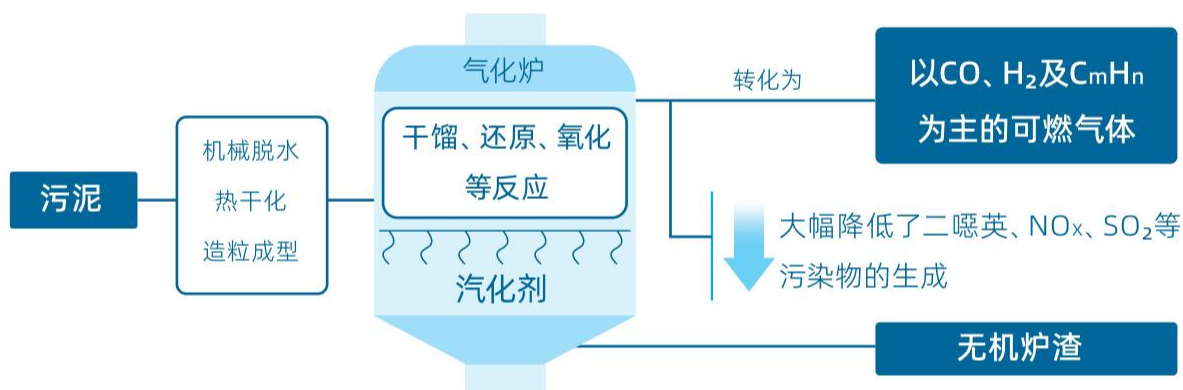 污泥
机械脱水
热干化
造粒成型
气化炉
干馏、还原、氧化
等反应
汽化剂
转化为
以CO、H₂及CmHn
为主的可燃气体
大幅降低了二噁英、NOx、SO₂等
污染物的生成
无机炉渣